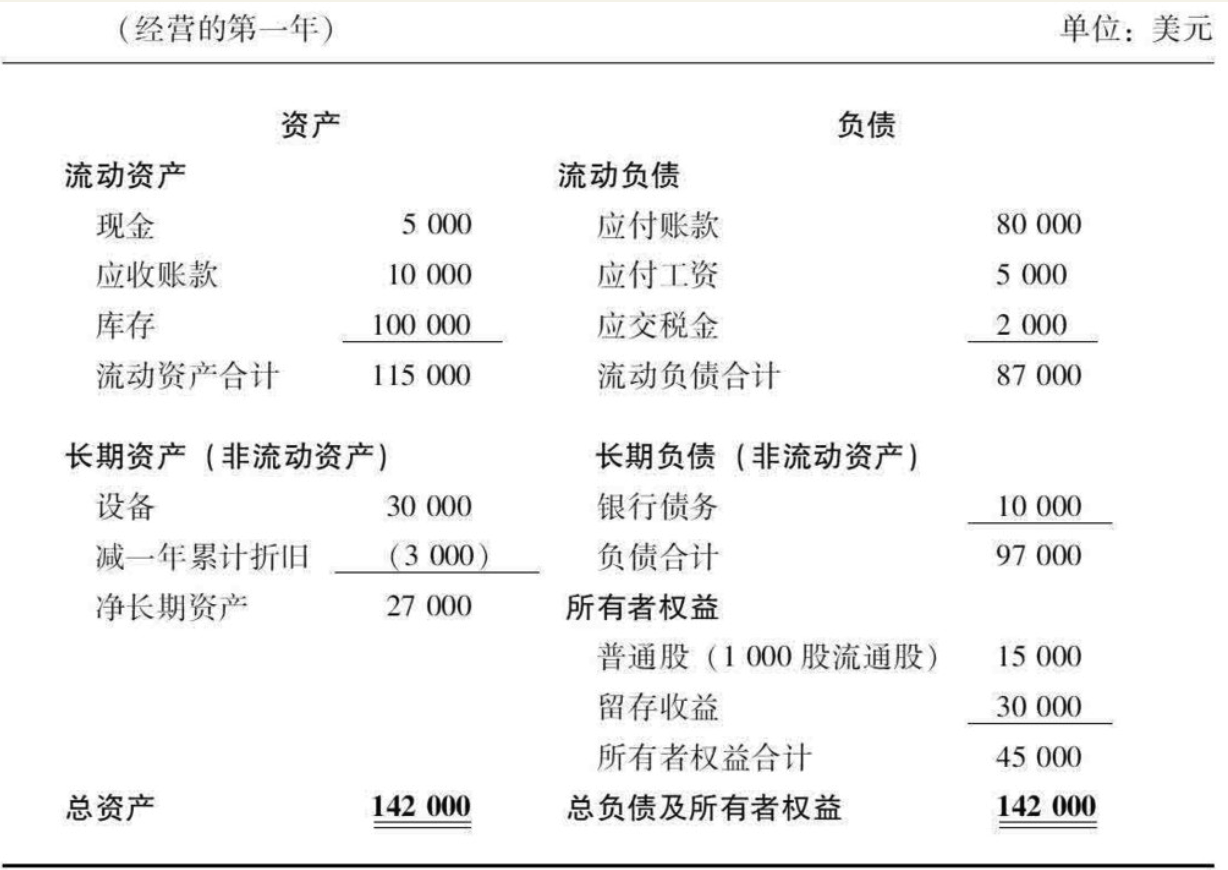 （经营的第一年） 单位：美元
资产 负债
流动资产 流动负债
现金 5 000 应付账款 80 000
应收账款 10 000 应付工资 5 000
库存 100 000 应交税金 2 000
流动资产合计 115 000 流动负债合计 87 000
长期资产（非流动资产） 长期负债（非流动资产）
设备 30 000 银行债务 10 000
减一年累计折旧 （3 000） 负债合计 97 000
净长期资产 27 000 所有者权益
普通股（1 000 股流通股） 15 000
留存收益 30 000
所有者权益合计 45 000
总资产 142 000 总负债及所有者权益 142 000